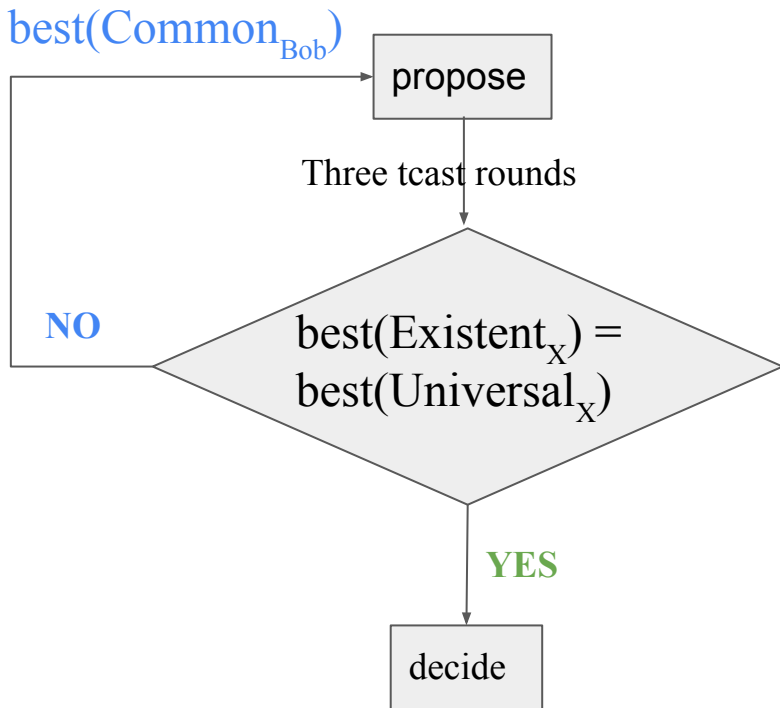 best(Common_Bob)
propose
Three tcast rounds
NO
best(Existent_X) =
best(Universal_X)
YES
decide